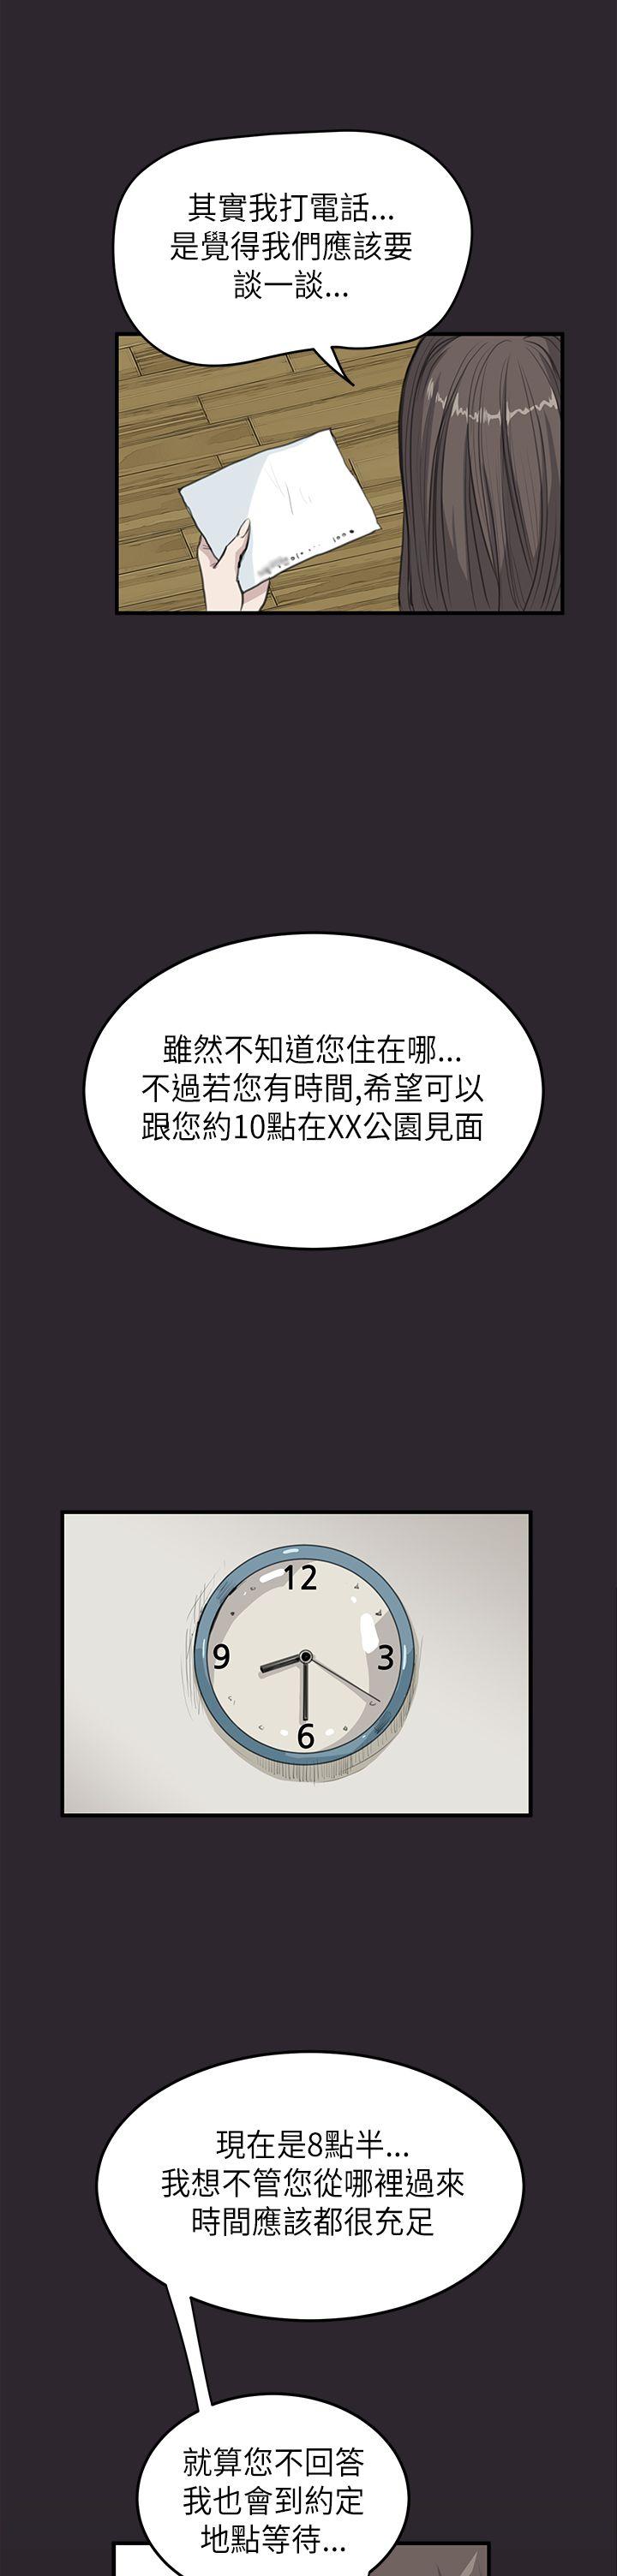 其實我打電話...
是覺得我們應該要
談一談...
雖然不知道您住在哪...
不過若您有時間,希望可以
跟您約10點在XX公園見面
12
9
3
6
現在是8點半...
我想不管您從哪裡過來
時間應該都很充足
就算您不回答
我也會到約定
地點等待...